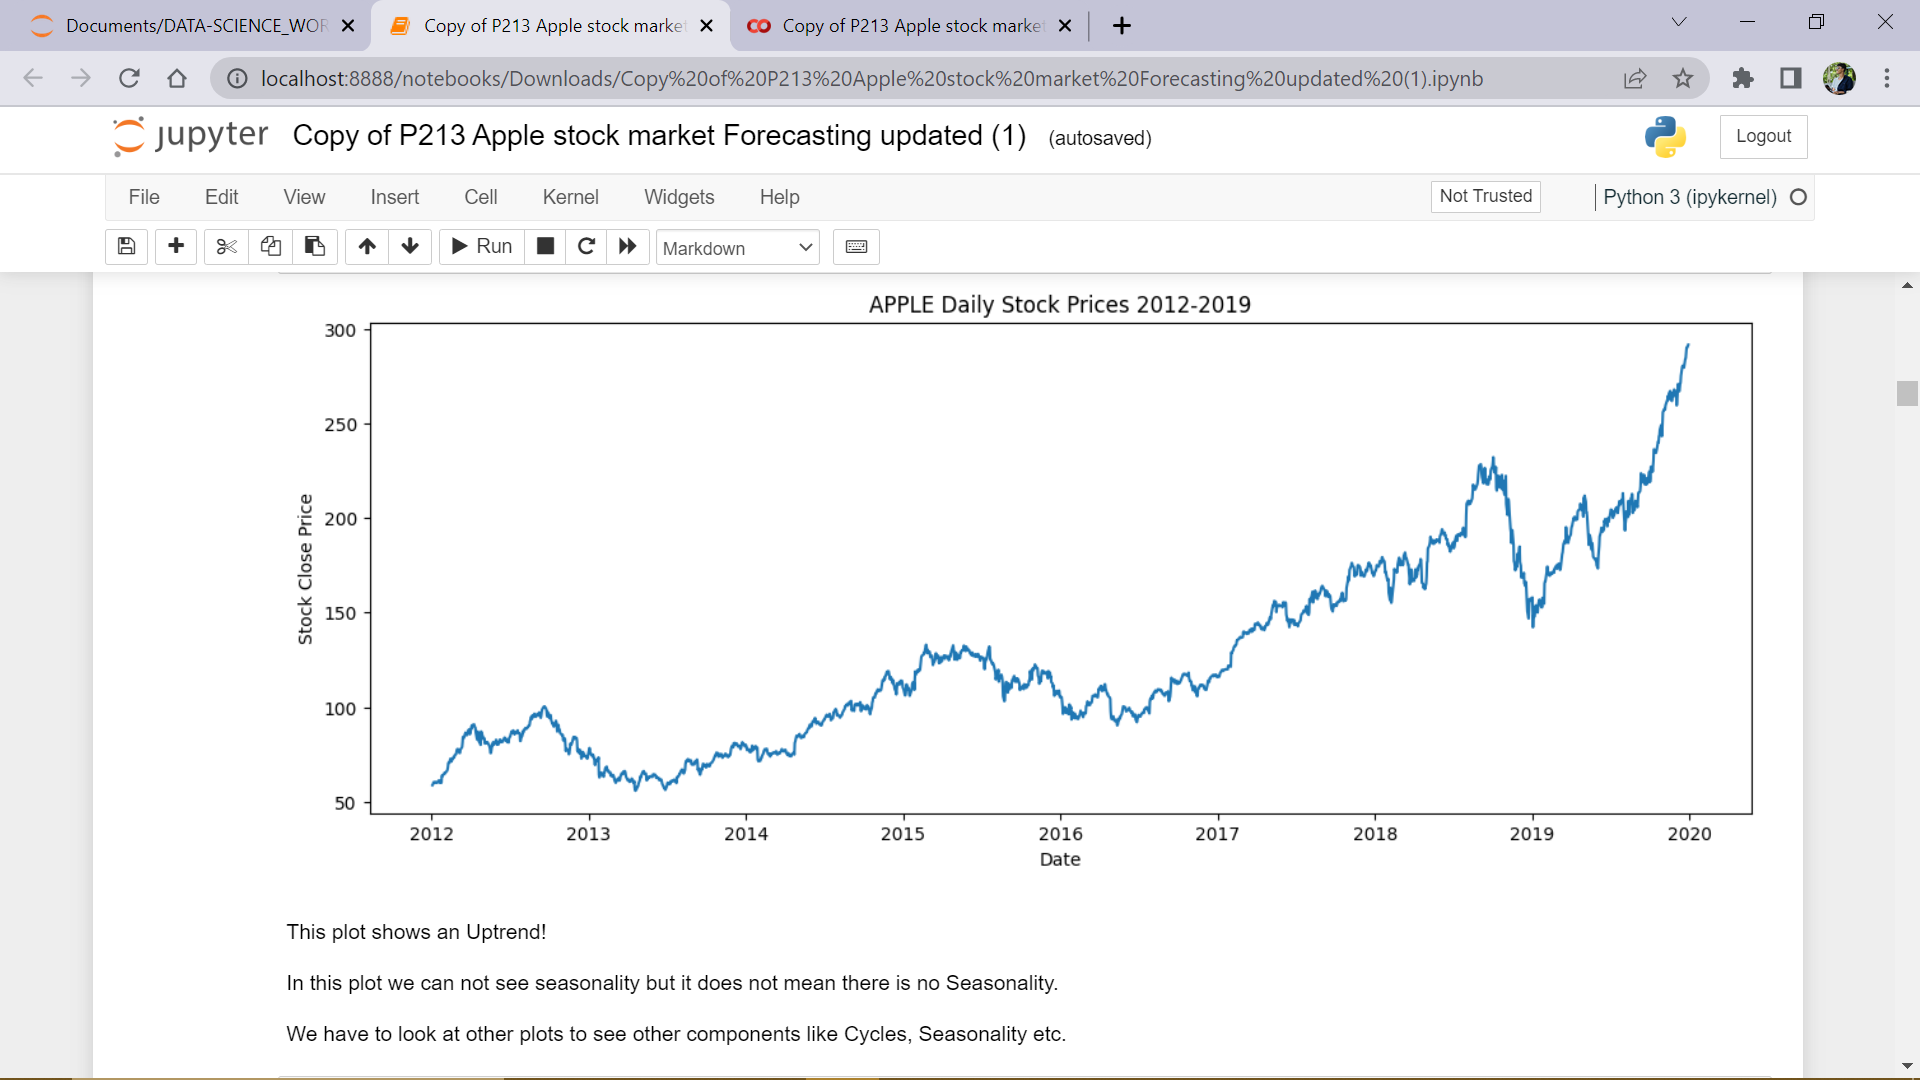 Documents/DATA-SCIENCE_WOR
Copy of P213 Apple stock market
CO Copy of P213 Apple stock market
localhost:8888/notebooks/Downloads/Copy%20of%20P213%20Apple%20stock%20market%20Forecasting%20updated%20(1).ipynb
jupyter Copy of P213 Apple stock market Forecasting updated (1) (autosaved)
Logout
File Edit View Insert Cell Kernel Widgets Help
Not Trusted
Python 3 (ipykernel)
Run
Markdown
APPLE Daily Stock Prices 2012-2019
300
250
200
150
100
50
Stock Close Price
2012 2013 2014 2015 2016 2017 2018 2019 2020
Date
This plot shows an Uptrend!
In this plot we can not see seasonality but it does not mean there is no Seasonality.
We have to look at other plots to see other components like Cycles, Seasonality etc.